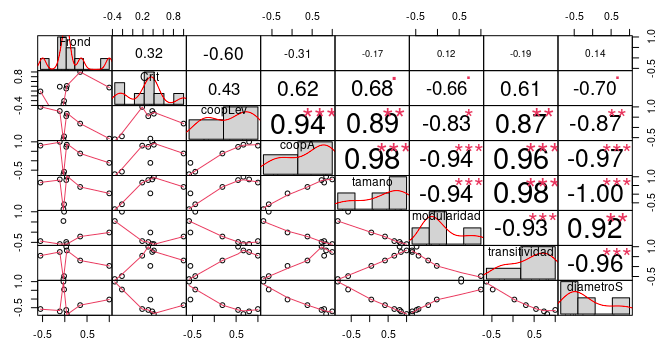 -0.4 0.2 0.8 -0.5 0.5 -0.5 0.5 -0.5 0.5
Frond 0.32 -0.60 -0.31 -0.17 0.12 -0.19 0.14 -0.5 1.0
-0.4 0.8 Crit 0.43 0.62 0.68. -0.66. 0.61 -0.70.
coopLev 0.94*** 0.89** -0.83* 0.87** -0.87** -0.5 1.0
-0.5 1.0 coopA 0.98*** -0.94*** 0.96*** -0.97***
tamano -0.94*** 0.98*** -1.00*** -0.5 1.0
-0.5 1.0 modularidad -0.93*** 0.92**
transitividad -0.96*** -0.5 1.0
-0.5 1.0 diametroS
-0.5 0.5 -0.5 0.5 -0.5 0.5 -0.5 0.5